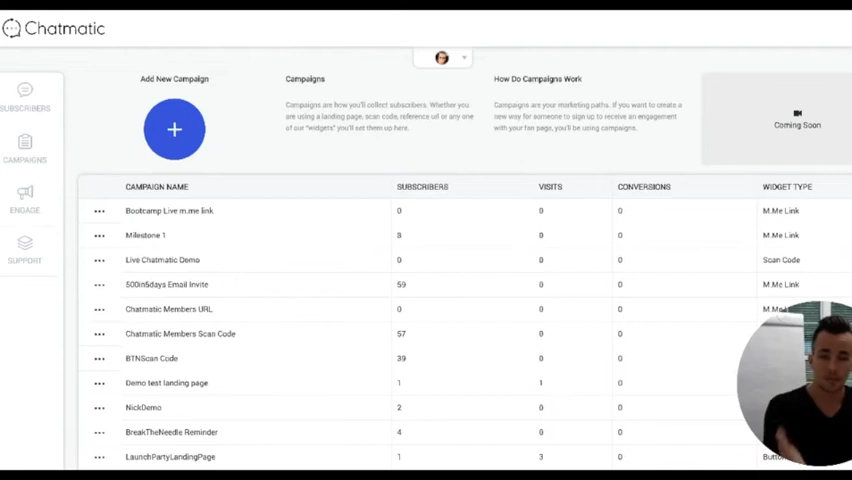 Chatmatic
Add New Campaign
Campaigns
Campaigns are how you'll collect subscribers. Whether you
are using a landing page, scan code, reference url or any one
of our "widgets" you'll set them up here.
How Do Campaigns Work
Campaigns are your marketing paths. If you want to create a
new way for someone to sign up to receive an engagement
with your fan page, you'll be using campaigns.
Coming Soon
SUBSCRIBERS
CAMPAIGNS
ENGAGE
SUPPORT
CAMPAIGN NAME SUBSCRIBERS VISITS CONVERSIONS WIDGET TYPE
Bootcamp Live m.me link 0 0 0 M.Me Link
Milestone 1 8 0 0 M.Me Link
Live Chatmatic Demo 0 0 0 Scan Code
500in5days Email Invite 59 0 0 M.Me Link
Chatmatic Members URL 0 0 0 M.Me
Chatmatic Members Scan Code 57 0 0
BTNScan Code 39 0 0
Demo test landing page 1 1 0
NickDemo 2 0 0
BreakTheNeedle Reminder 4 0 0
LaunchPartyLandingPage 1 3 0